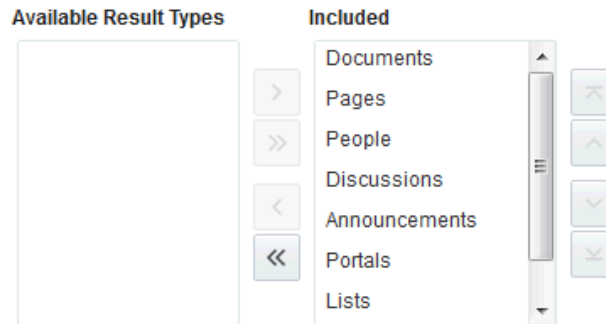 Available Result Types
Included
Documents
Pages
People
Discussions
Announcements
Portals
Lists